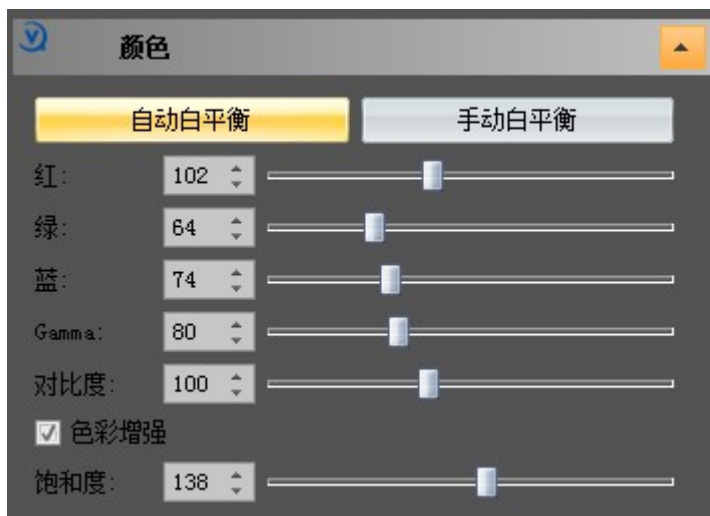 颜色
自动白平衡 手动白平衡
红: 102
绿: 64
蓝: 74
Gamma: 80
对比度: 100
色彩增强
饱和度: 138